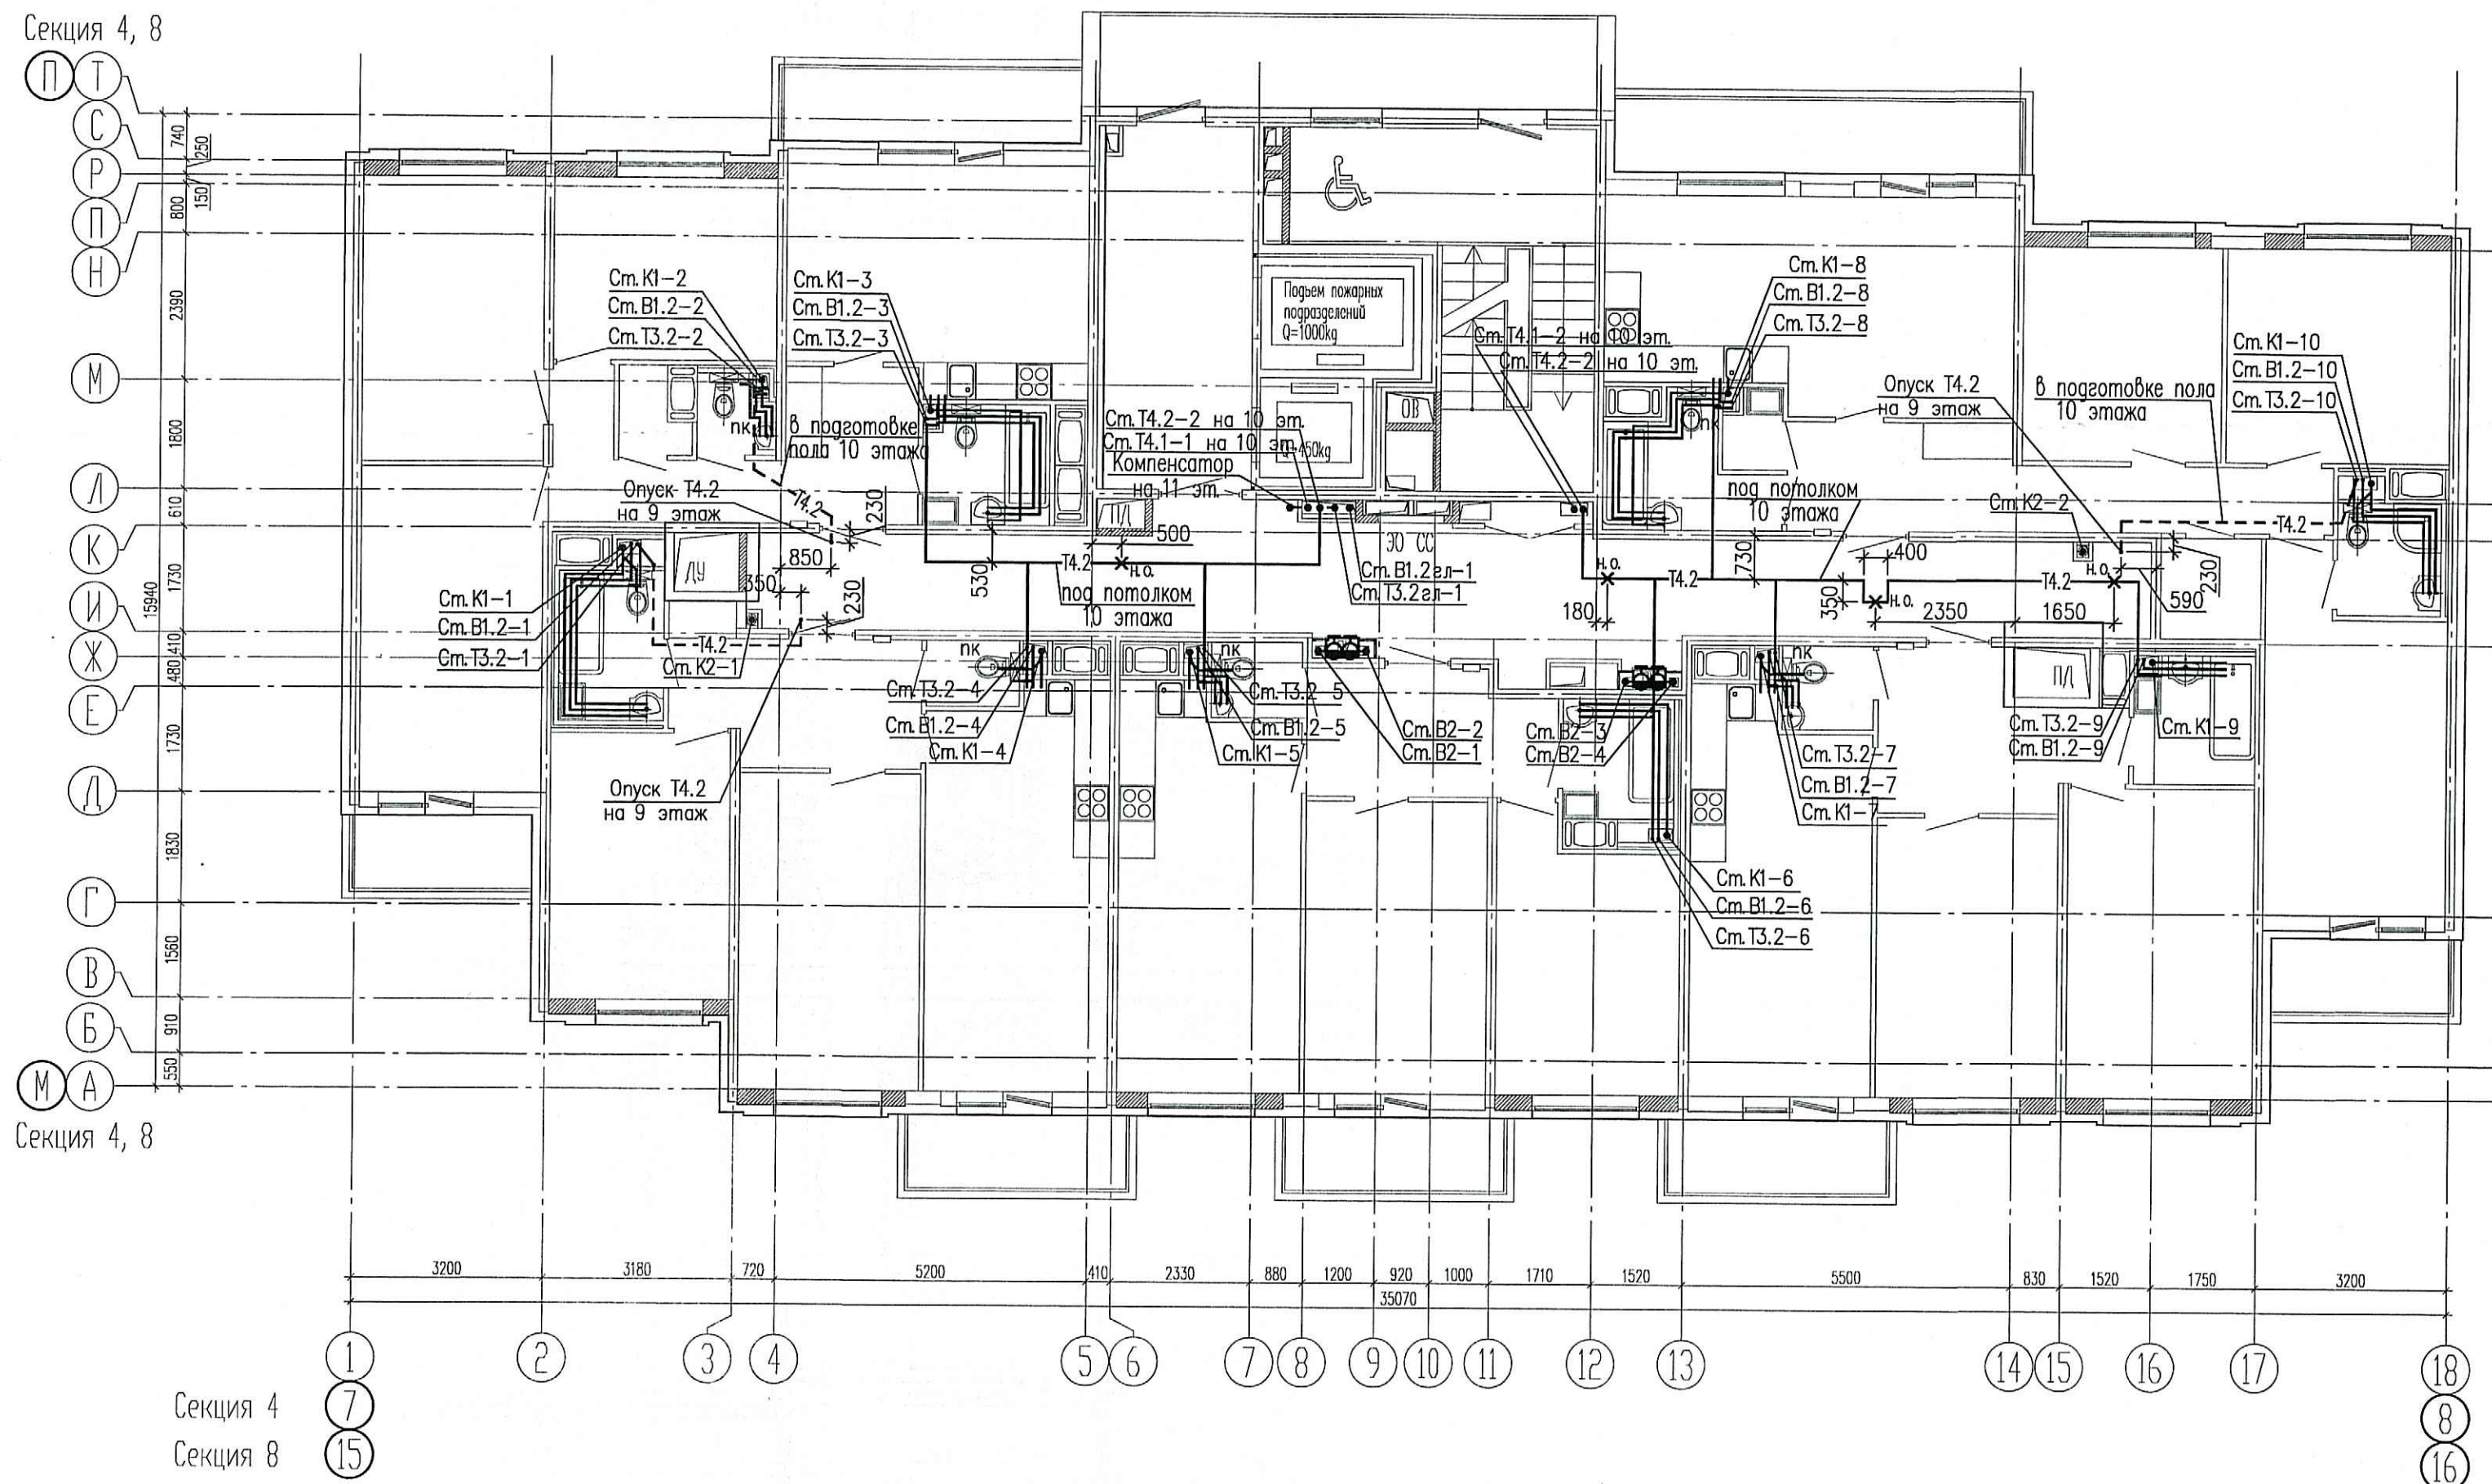 Секция 4, 8
П
Т
С
Р
П
Н
М
Л
К
И
Ж
Е
Д
Г
В
Б
М
А
Секция 4, 8
740
250
150
800
2390
1800
610
1730
410
480
1730
1830
1560
910
550
15940
Ст.К1-2
Ст.В1.2-2
Ст.Т3.2-2
Ст.К1-3
Ст.В1.2-3
Ст.Т3.2-3
Подъем пожарных
подразделений
Q=1000kg
Ст.К1-8
Ст.В1.2-8
Ст.Т3.2-8
Ст.Т4.1-2 на 10 эт.
Ст.Т4.2-2 на 10 эт.
Ст.К1-10
Ст.В1.2-10
Ст.Т3.2-10
Опуск Т4.2
на 9 этаж
в подготовке пола
10 этажа
ОВ
пк
в подготовке
пола 10 этажа
Ст.Т4.2-2 на 10 эт.
Ст.Т4.1-1 на 10 эт.
Компенсатор
на 11 эт.
пк
Опуск Т4.2
на 9 этаж
Т4.2
230
ПД
500
под потолком
10 этажа
Ст.К2-2
Т4.2
ЭО СС
ДУ
850
350
230
530
Т4.2
н.о.
под потолком
10 этажа
Ст.В1.2гл-1
Ст.Т3.2гл-1
н.о.
180
Т4.2
730
400
350
н.о.
2350
1650
Т4.2
н.о.
590
230
Ст.К1-1
Ст.В1.2-1
Ст.Т3.2-1
Т4.2
Ст.К2-1
пк
Ст.Т3.2-4
Ст.В1.2-4
Ст.К1-4
пк
Ст.Т3.2-5
Ст.В1.2-5
Ст.К1-5
Ст.В2-2
Ст.В2-1
Ст.В2-3
Ст.В2-4
пк
Ст.Т3.2-7
Ст.В1.2-7
Ст.К1-7
ПД
Ст.Т3.2-9
Ст.В1.2-9
Ст.К1-9
Опуск Т4.2
на 9 этаж
Ст.К1-6
Ст.В1.2-6
Ст.Т3.2-6
3200
3180
720
5200
410
2330
880
1200
920
1000
1710
1520
5500
830
1520
1750
3200
35070
1
2
3
4
5
6
7
8
9
10
11
12
13
14
15
16
17
18
Секция 4
7
8
Секция 8
15
16